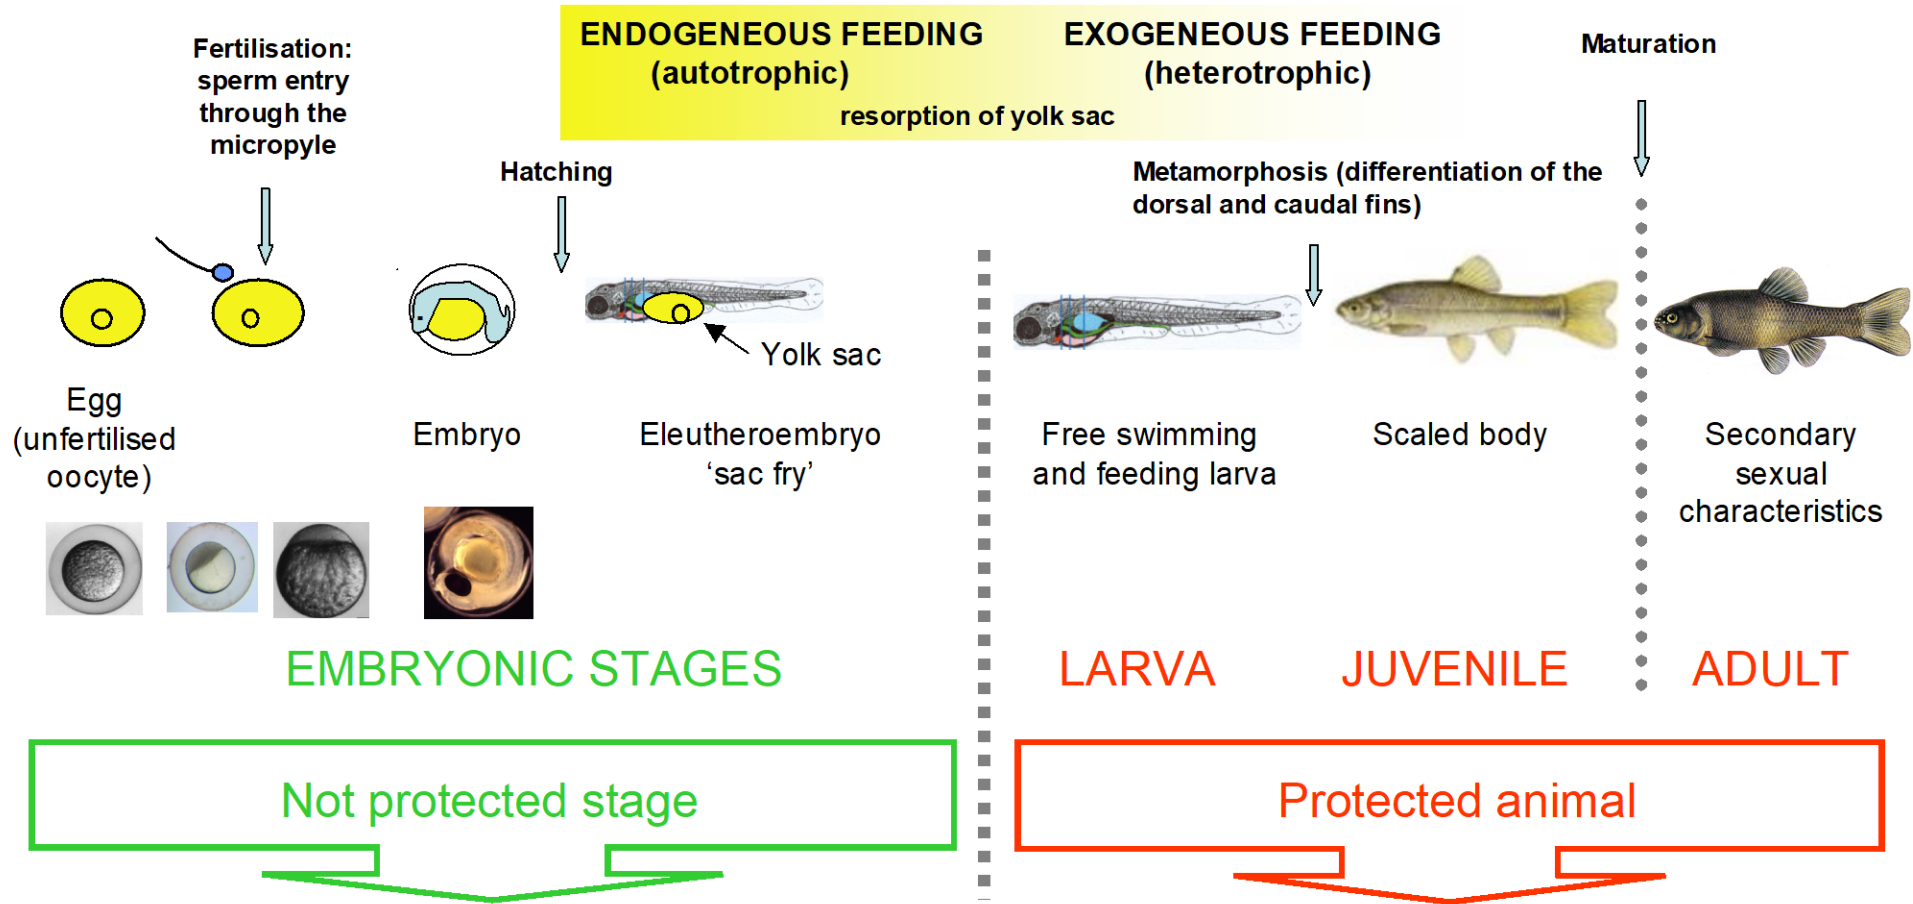 Fertilisation:
sperm entry
through the
micropyle
Hatching
ENDOGENEOUS FEEDING
(autotrophic)
EXOGENEOUS FEEDING
(heterotrophic)
resorption of yolk sac
Maturation
Metamorphosis (differentiation of the
dorsal and caudal fins)
Yolk sac
Egg
(unfertilised
oocyte)
Embryo
Eleutheroembryo
‘sac fry’
Free swimming
and feeding larva
Scaled body
Secondary
sexual
characteristics
EMBRYONIC STAGES
LARVA
JUVENILE
ADULT
Not protected stage
Protected animal